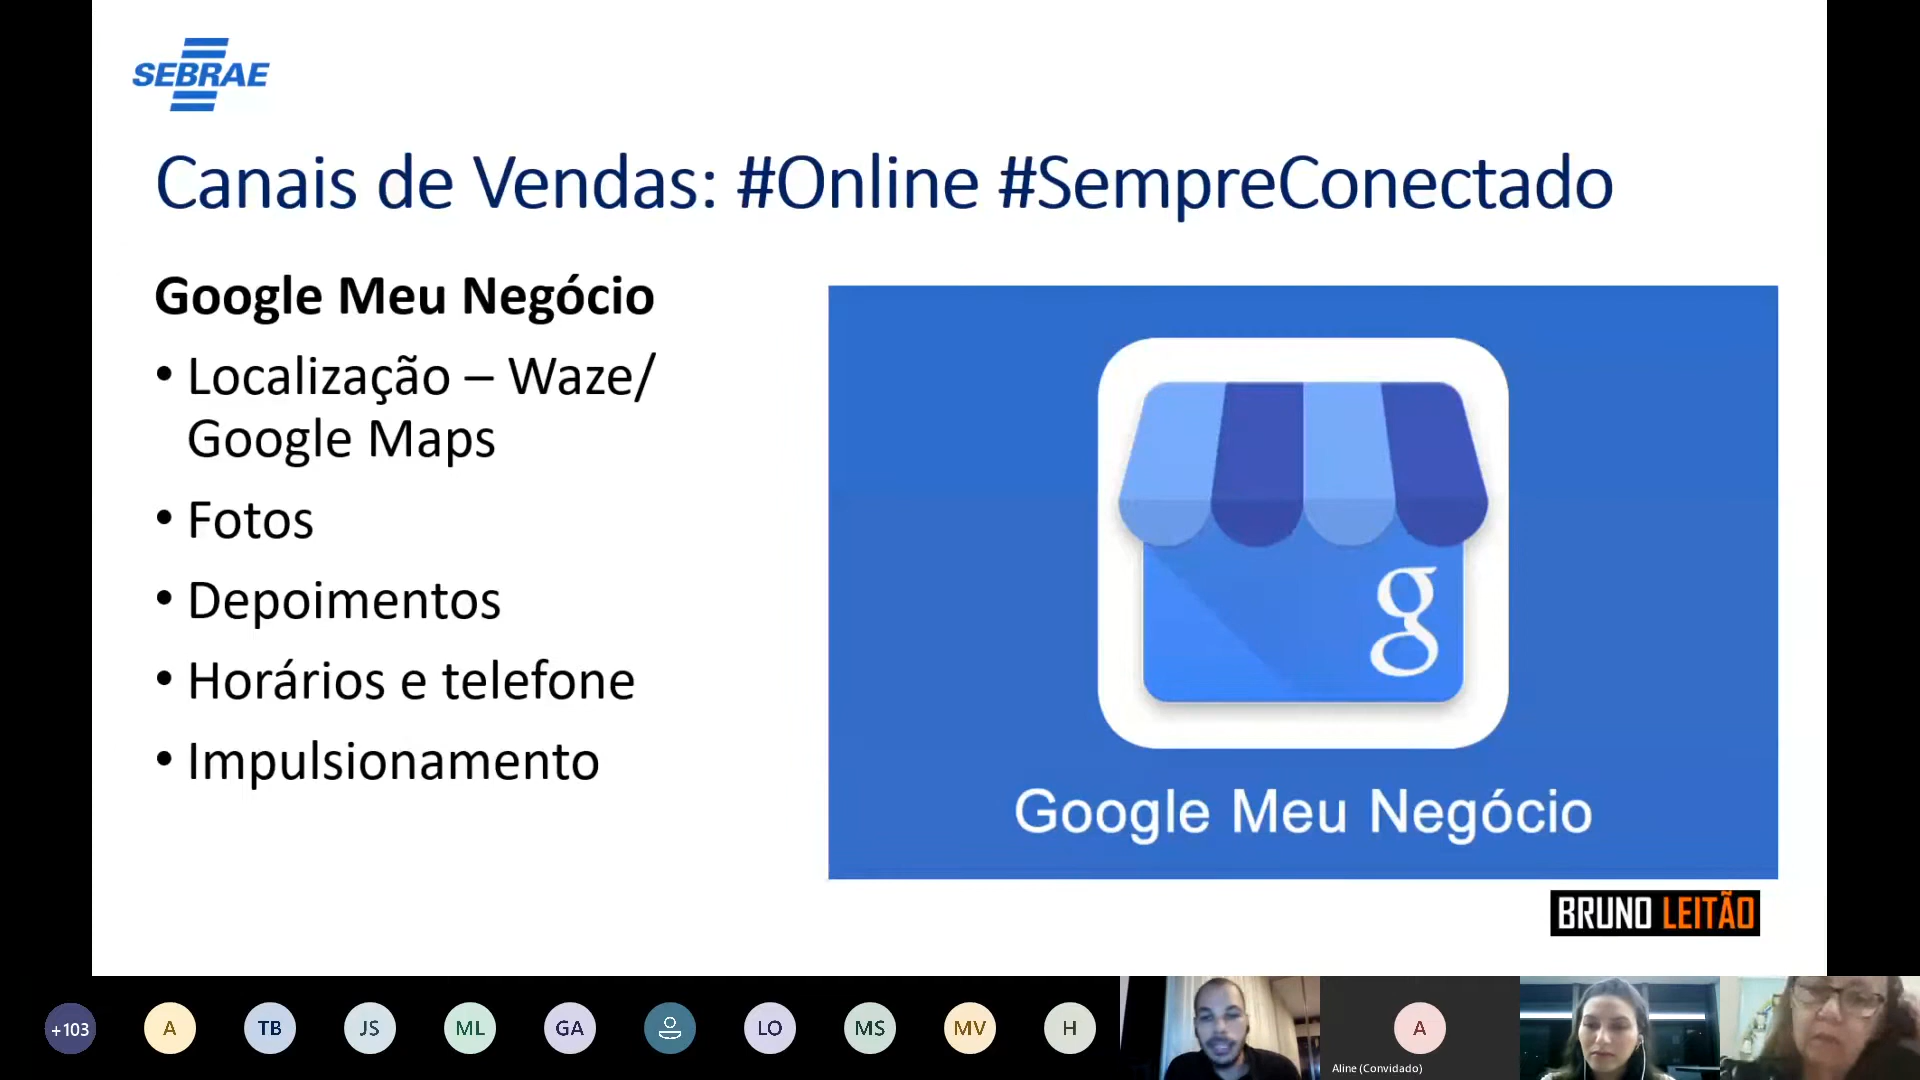 SEBRAE
Canais de Vendas: #Online #SempreConectado
Google Meu Negócio
• Localização – Waze/
Google Maps
• Fotos
• Depoimentos
• Horários e telefone
• Impulsionamento
g
Google Meu Negócio
BRUNO LEITÃO
+103
A
TB
JS
ML
GA
LO
MS
MV
H
A
Aline (Convidado)